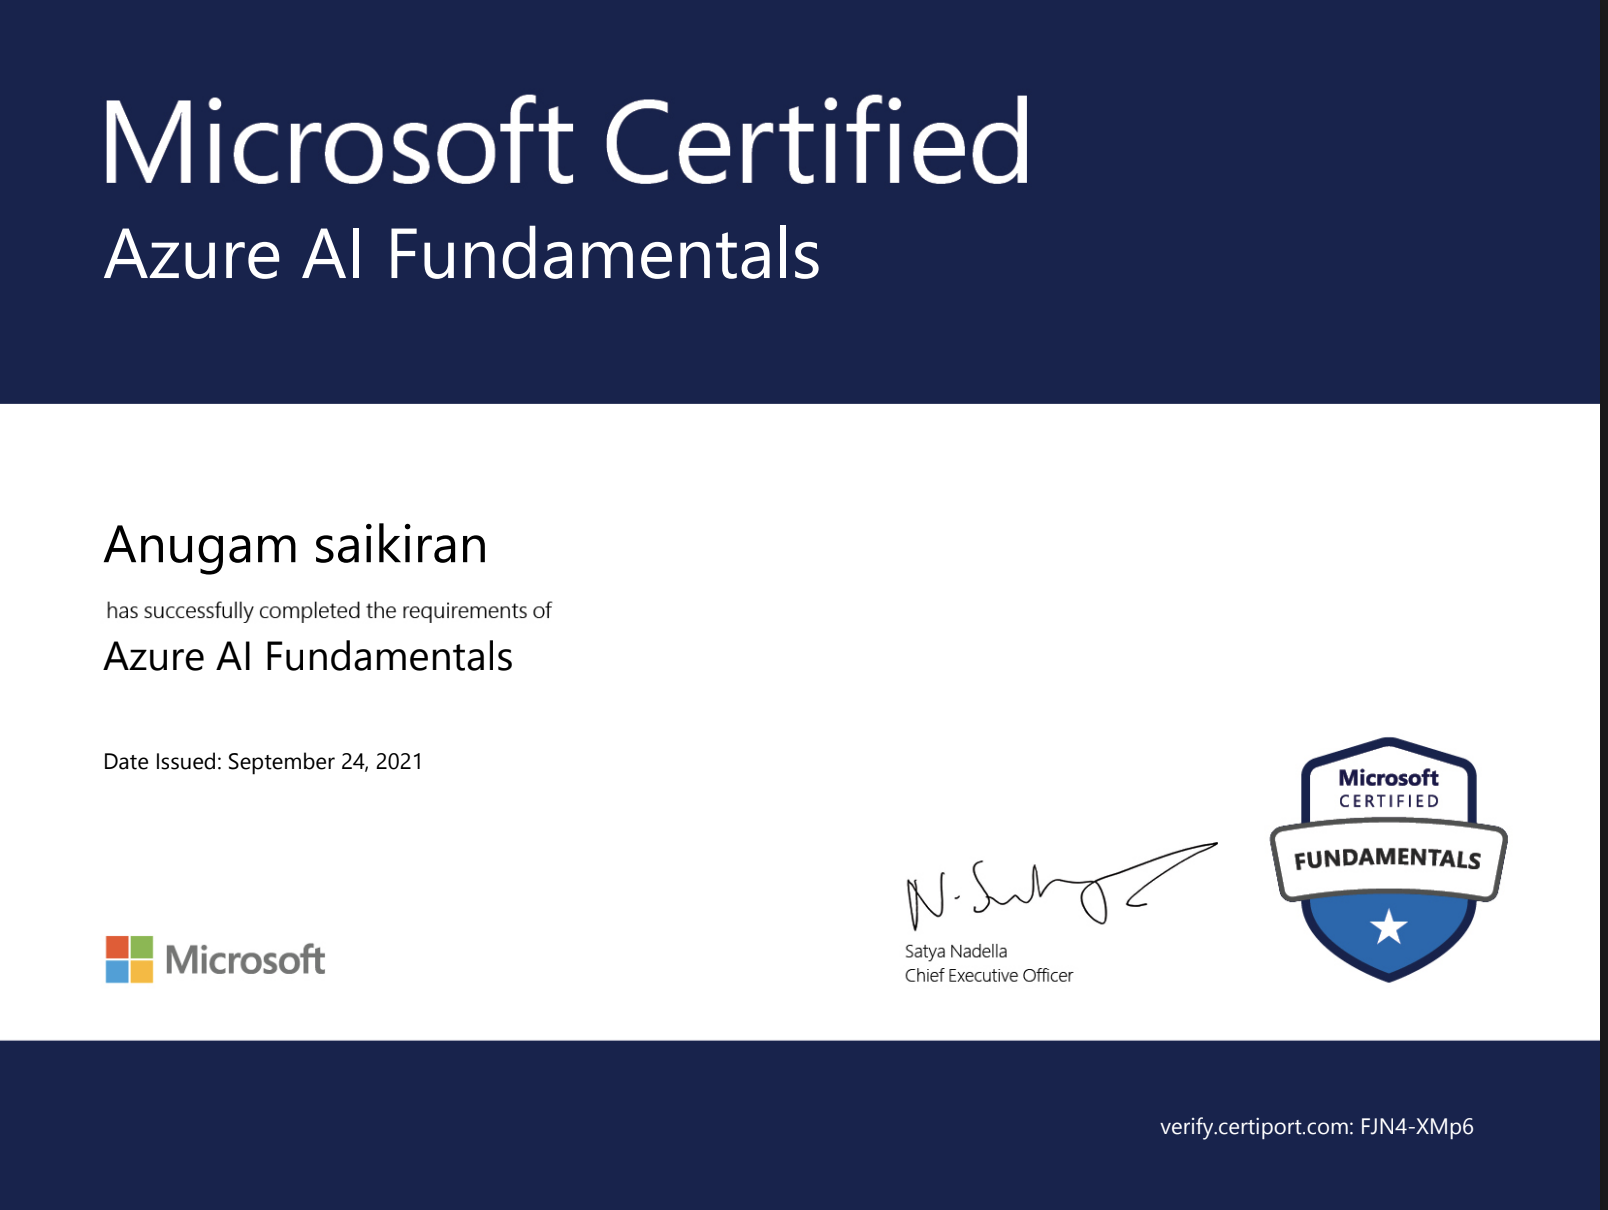 Microsoft Certified
Azure AI Fundamentals
Anugam saikiran
has successfully completed the requirements of
Azure AI Fundamentals
Date Issued: September 24, 2021
Microsoft
CERTIFIED
FUNDAMENTALS
N. Satya
Satya Nadella
Chief Executive Officer
Microsoft
verify.certiport.com: FJN4-XMp6